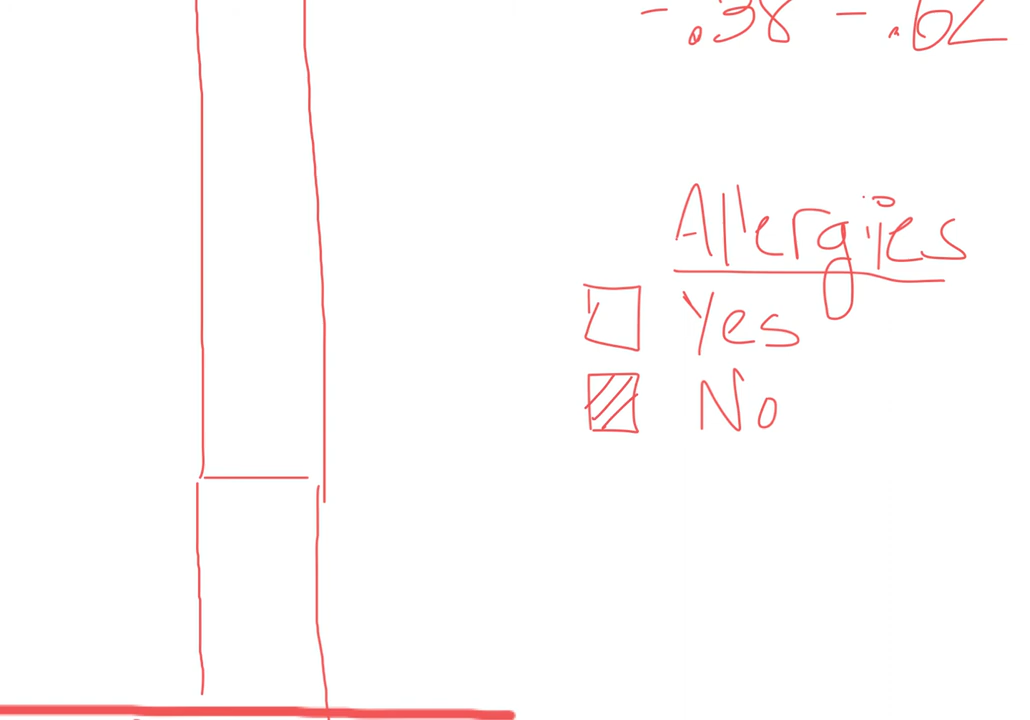 - .38 - .62
Allergies
Yes
No